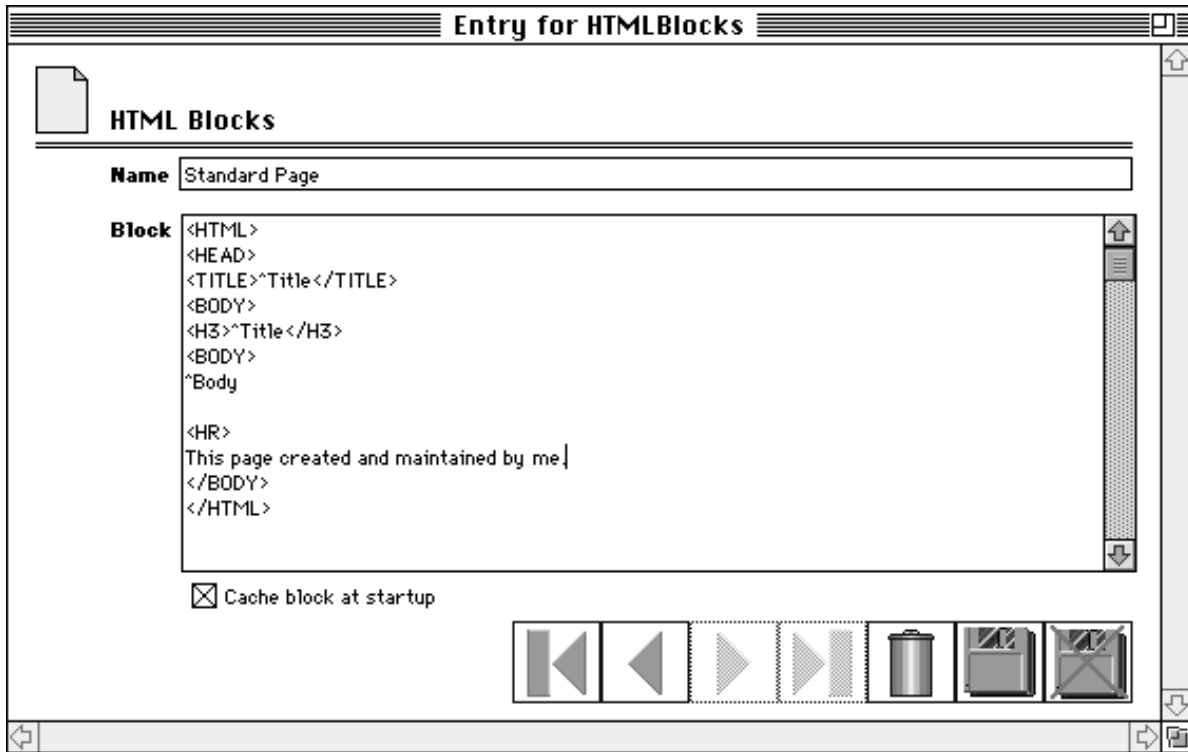 Entry for HTMLBlocks
HTML Blocks
Name Standard Page
Block <HTML>
<HEAD>
<TITLE>^Title</TITLE>
<BODY>
<H3>^Title</H3>
<BODY>
^Body
<HR>
This page created and maintained by me.
</BODY>
</HTML>
Cache block at startup